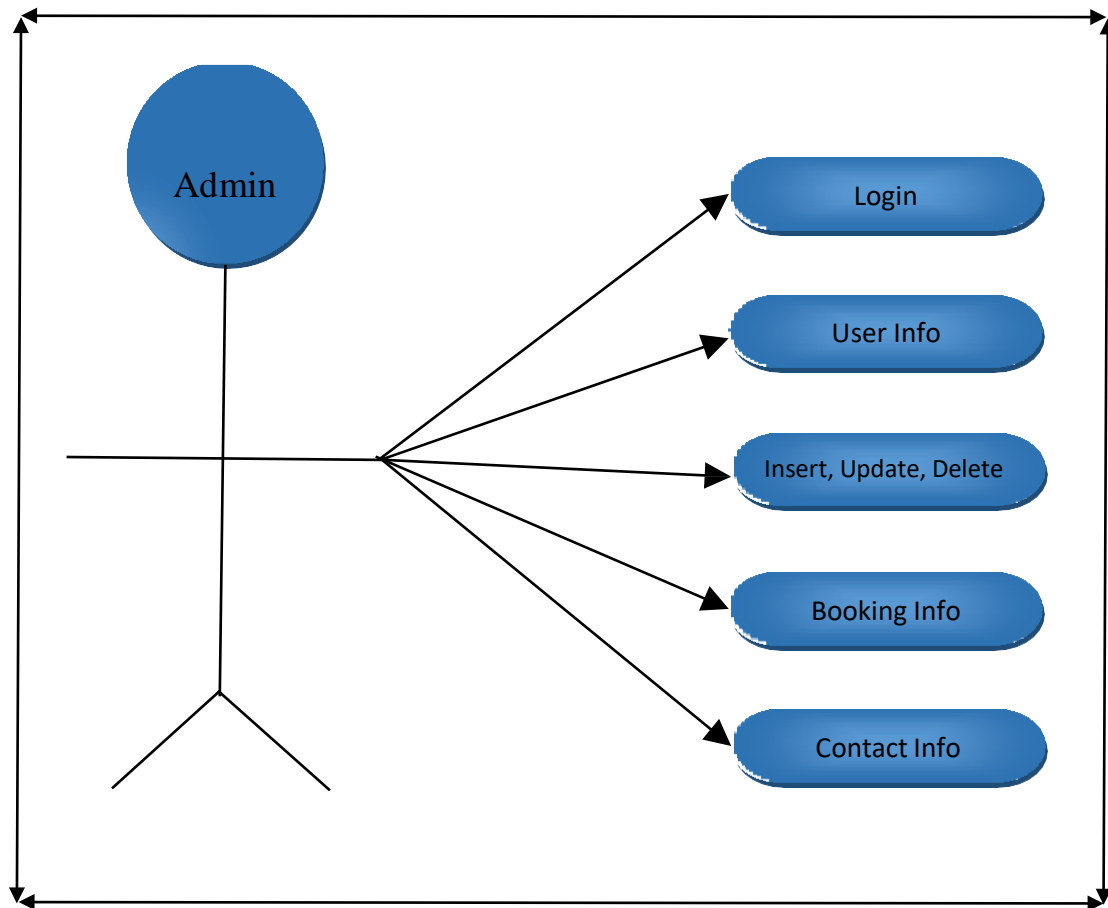 Admin
Login
User Info
Insert, Update, Delete
Booking Info
Contact Info